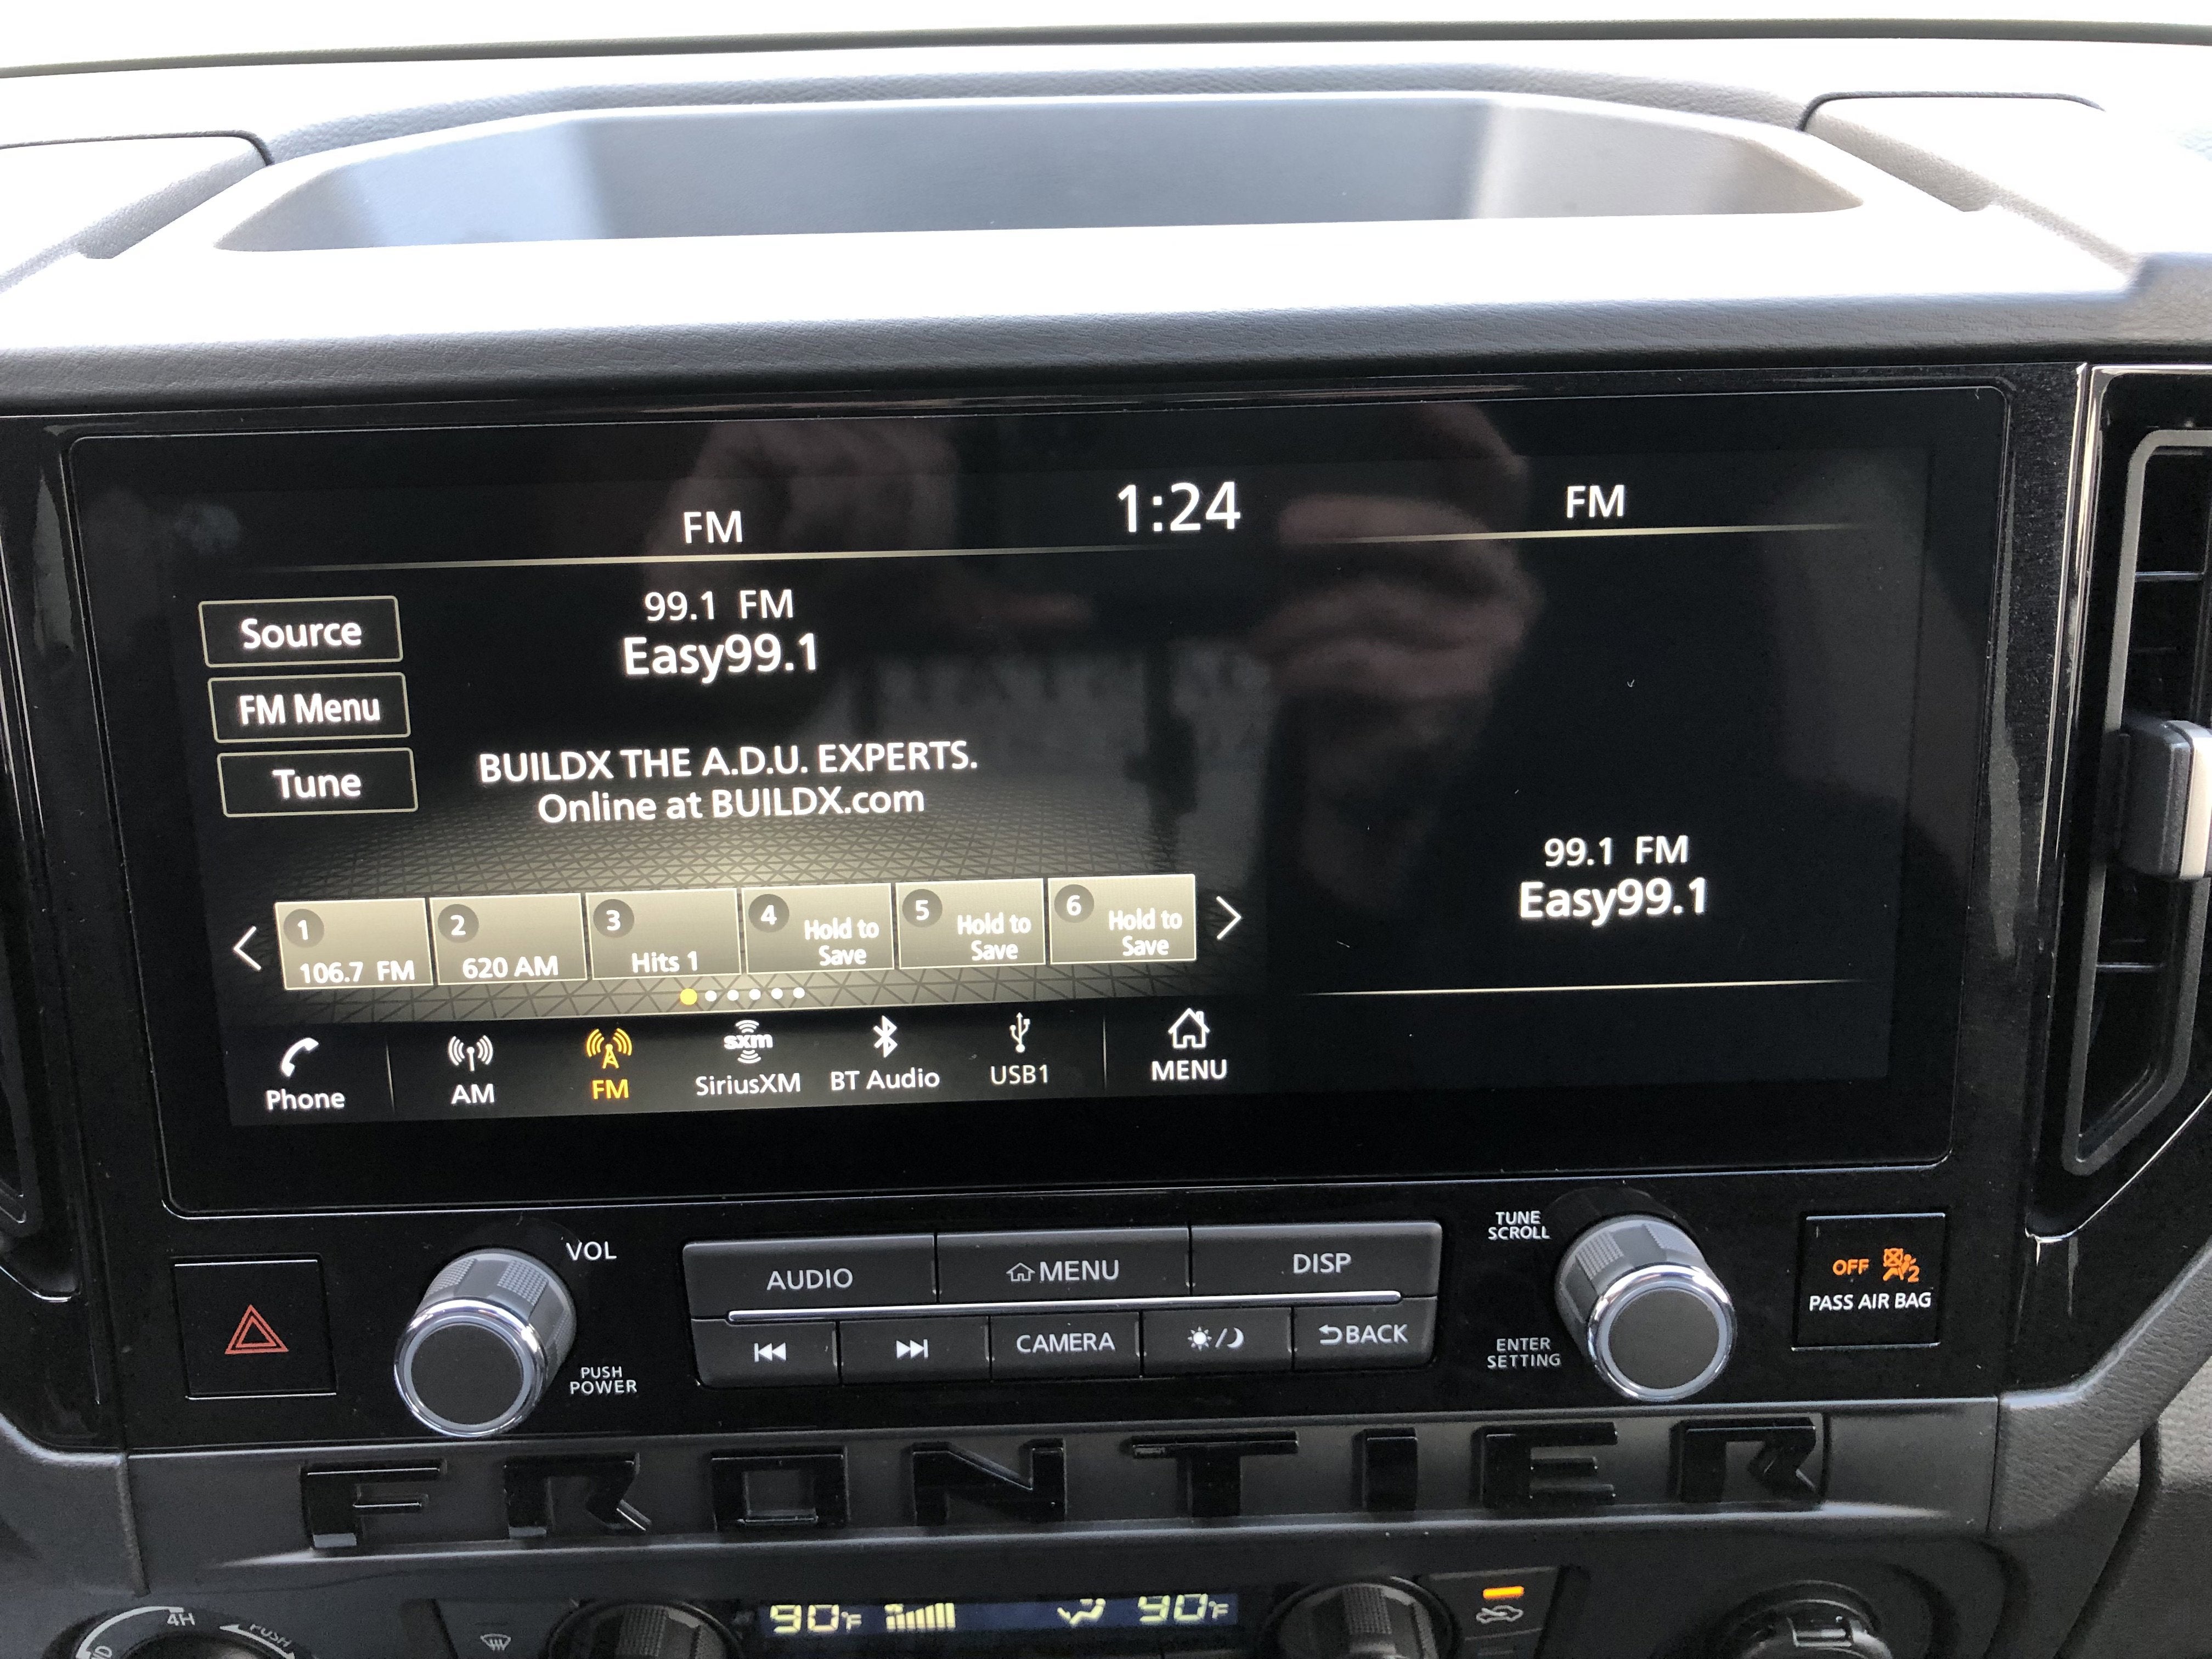 FM
1:24
FM
Source
99.1 FM
Easy99.1
FM Menu
Tune
BUILDX THE A.D.U. EXPERTS.
Online at BUILDX.com
99.1 FM
Easy99.1
1
106.7 FM
2
620 AM
3
Hits 1
4
Hold to
Save
5
Hold to
Save
6
Hold to
Save
Phone
AM
FM
sxm
SiriusXM
BT Audio
USB1
MENU
VOL
PUSH
POWER
AUDIO
MENU
DISP
CAMERA
BACK
TUNE
SCROLL
ENTER
SETTING
OFF 2
PASS AIR BAG
FRONTIER
4H
PUSH
90°F
90°F